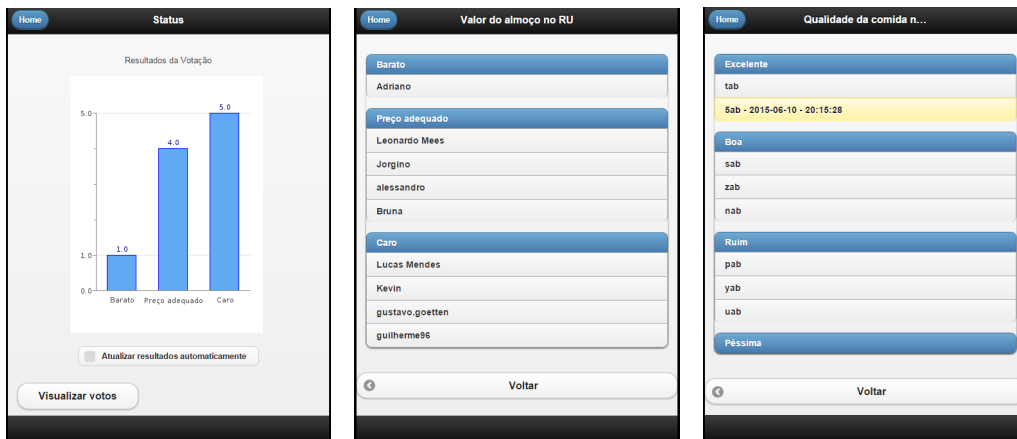 Home
Status
Resultados da Votação
5.0
5.0
4.0
1.0
1.0
0.0
Barato
Preço adequado
Caro
Atualizar resultados automaticamente
Visualizar votos
Home
Valor do almoço no RU
Barato
Adriano
Preço adequado
Leonardo Mees
Jorgino
alessandro
Bruna
Caro
Lucas Mendes
Kevin
gustavo.goetten
guilherme96
Voltar
Home
Qualidade da comida n...
Excelente
tab
5ab - 2015-06-10 - 20:15:28
Boa
sab
zab
nab
Ruim
pab
yab
uab
Péssima
Voltar